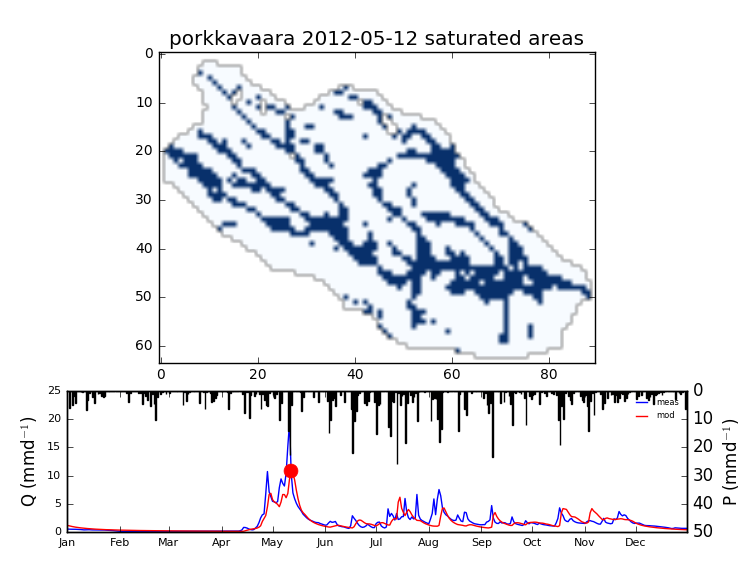 porkkavaara 2012-05-12 saturated areas
0
10
20
30
40
50
60
0 20 40 60 80
25 0
20 10
15 20
10 30
5 40
0 50
Q (mmd⁻¹)
P (mmd⁻¹)
meas
mod
Jan Feb Mar Apr May Jun Jul Aug Sep Oct Nov Dec